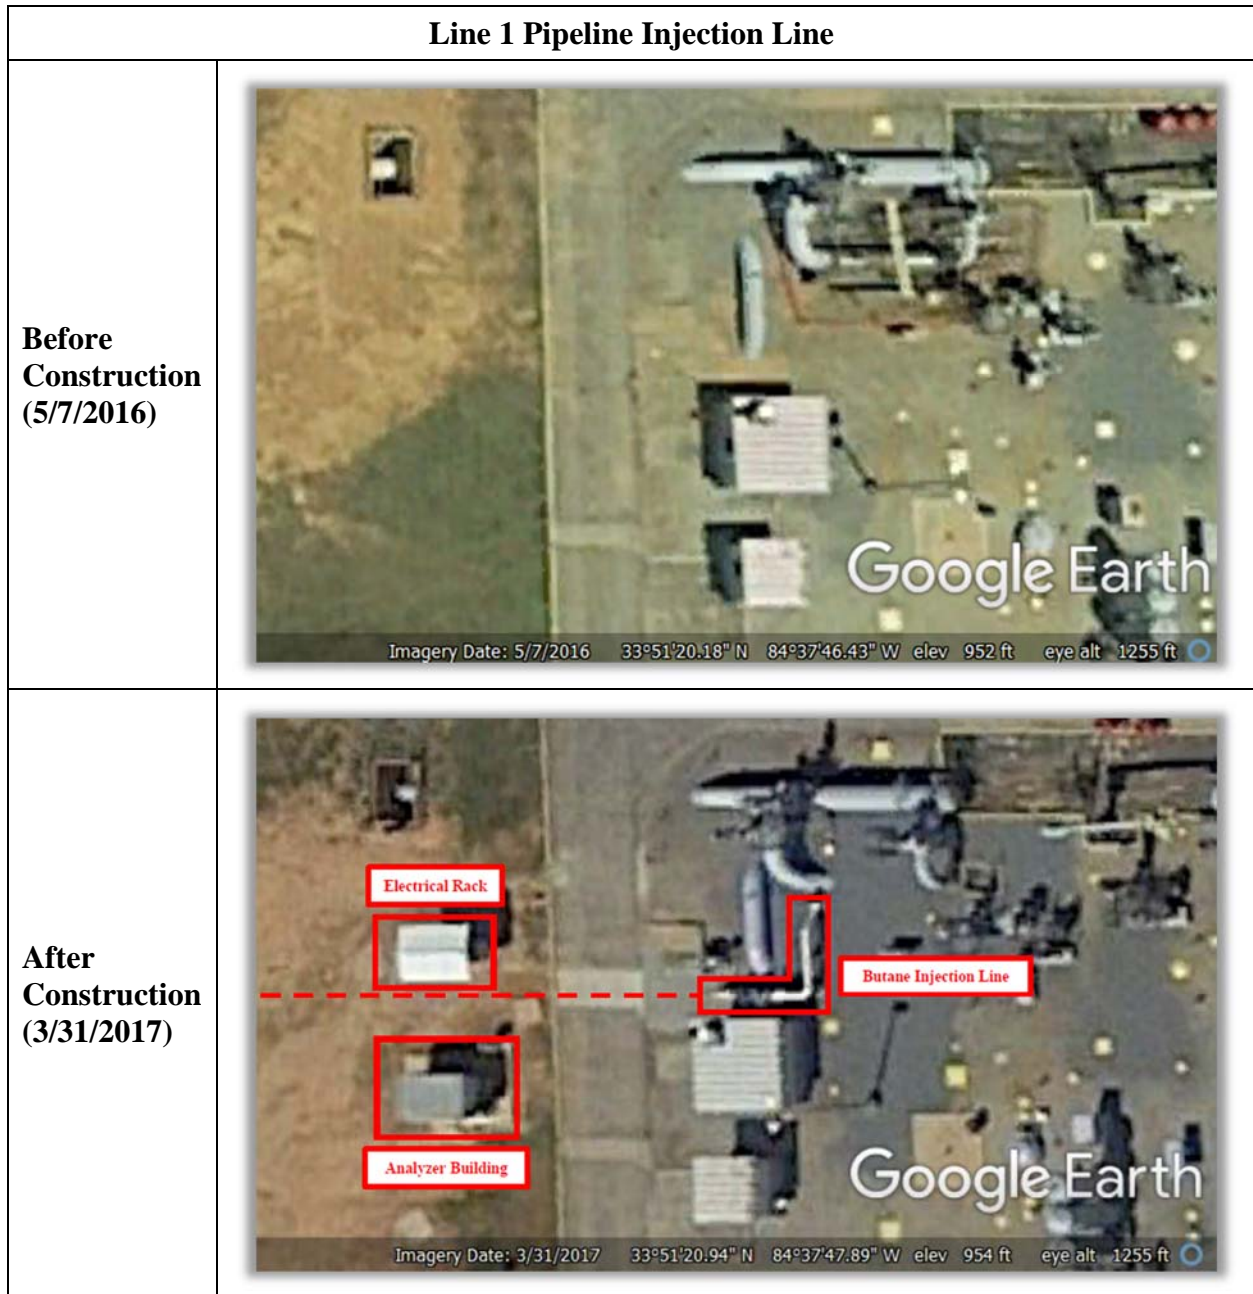 Line 1 Pipeline Injection Line
Before
Construction
(5/7/2016)
Google Earth
Imagery Date: 5/7/2016 33°51'20.18" N 84°37'46.43" W elev 952 ft eye alt 1255 ft
After
Construction
(3/31/2017)
Electrical Rack
Butane Injection Line
Analyzer Building
Google Earth
Imagery Date: 3/31/2017 33°51'20.94" N 84°37'47.89" W elev 954 ft eye alt 1255 ft